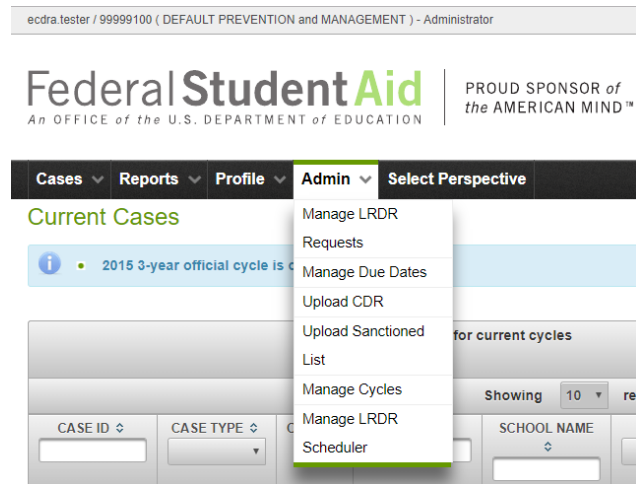 ecdra.tester / 99999100 ( DEFAULT PREVENTION and MANAGEMENT ) - Administrator
Federal Student Aid
An OFFICE of the U.S. DEPARTMENT of EDUCATION
PROUD SPONSOR of
the AMERICAN MIND™
Cases Reports Profile Admin Select Perspective
Current Cases
Manage LRDR
Requests
2015 3-year official cycle is
Manage Due Dates
Upload CDR
Upload Sanctioned
List
for current cycles
Manage Cycles
Showing 10
Manage LRDR
Scheduler
CASE ID CASE TYPE SCHOOL NAME